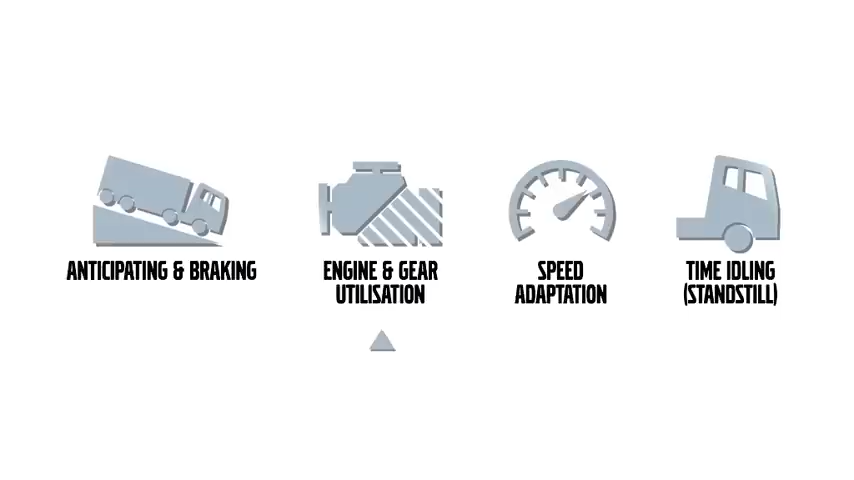 ANTICIPATING & BRAKING
ENGINE & GEAR
UTILISATION
SPEED
ADAPTATION
TIME IDLING
(STANDSTILL)